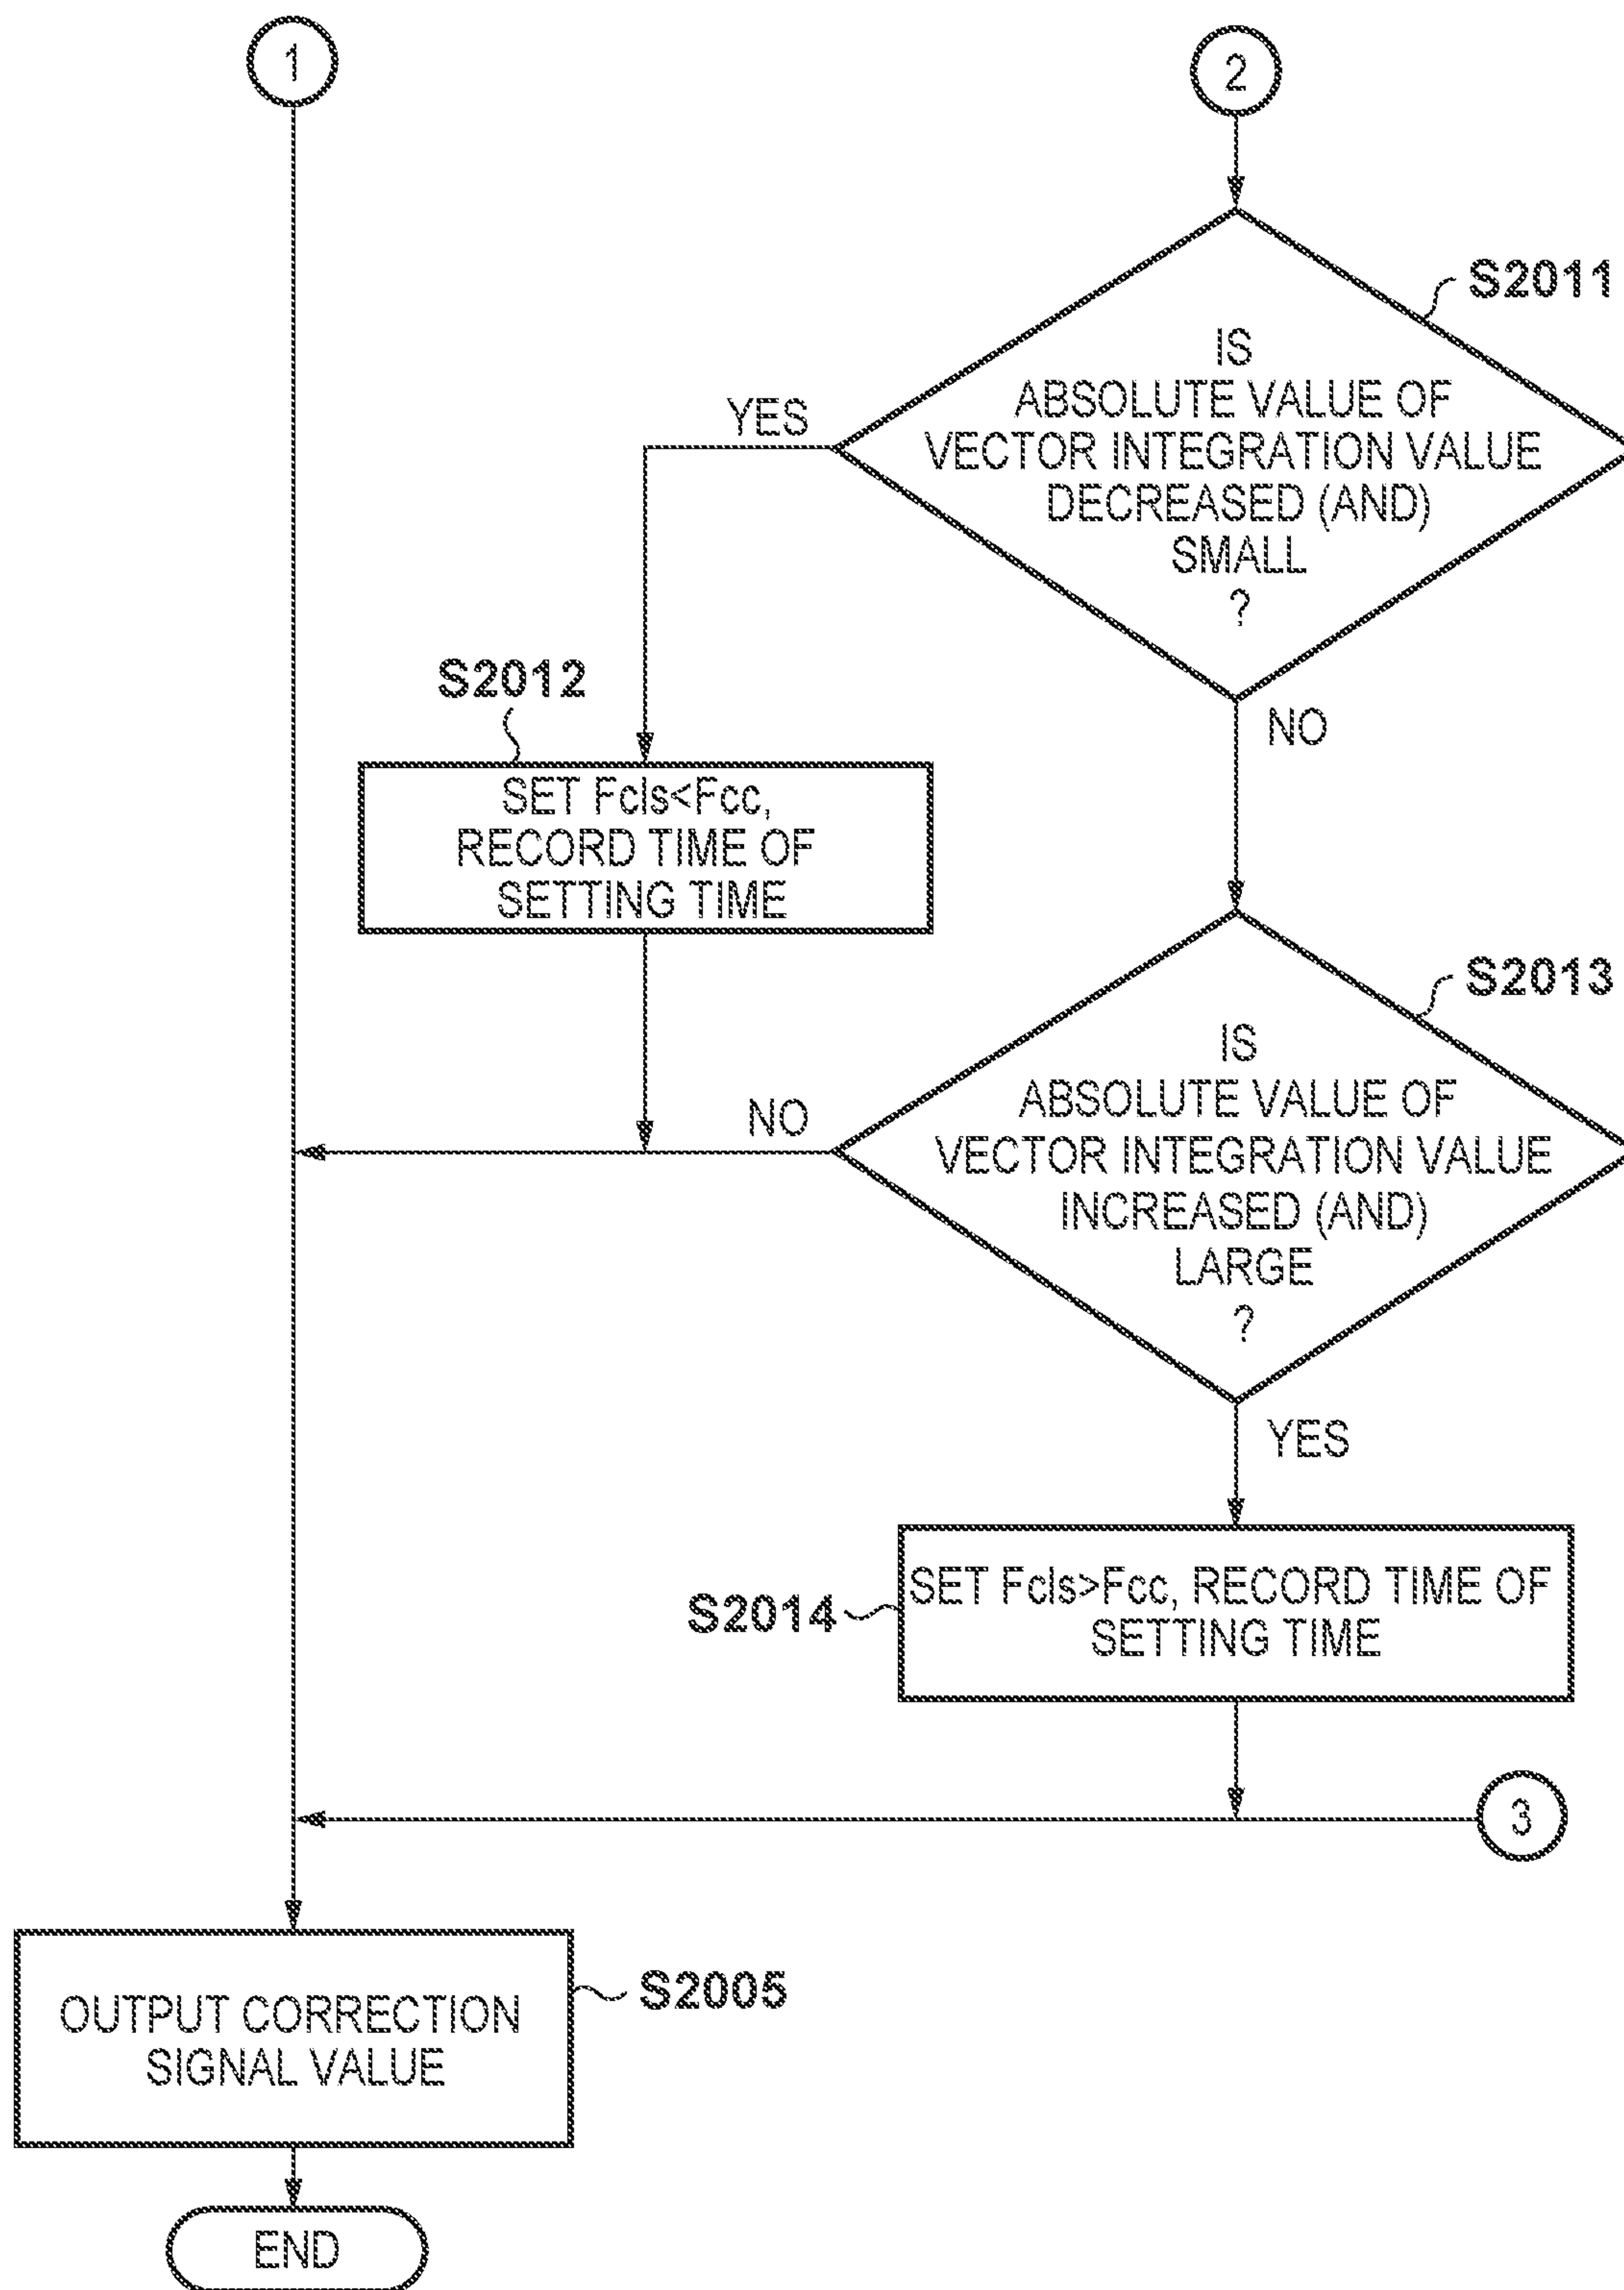 1
2
S2011
IS
ABSOLUTE VALUE OF
VECTOR INTEGRATION VALUE
DECREASED (AND)
SMALL
?
YES
NO
S2012
SET Fcls<Fcc,
RECORD TIME OF
SETTING TIME
S2013
IS
ABSOLUTE VALUE OF
VECTOR INTEGRATION VALUE
INCREASED (AND)
LARGE
?
NO
YES
S2014
SET Fcls>Fcc, RECORD TIME OF
SETTING TIME
3
OUTPUT CORRECTION
SIGNAL VALUE
S2005
END